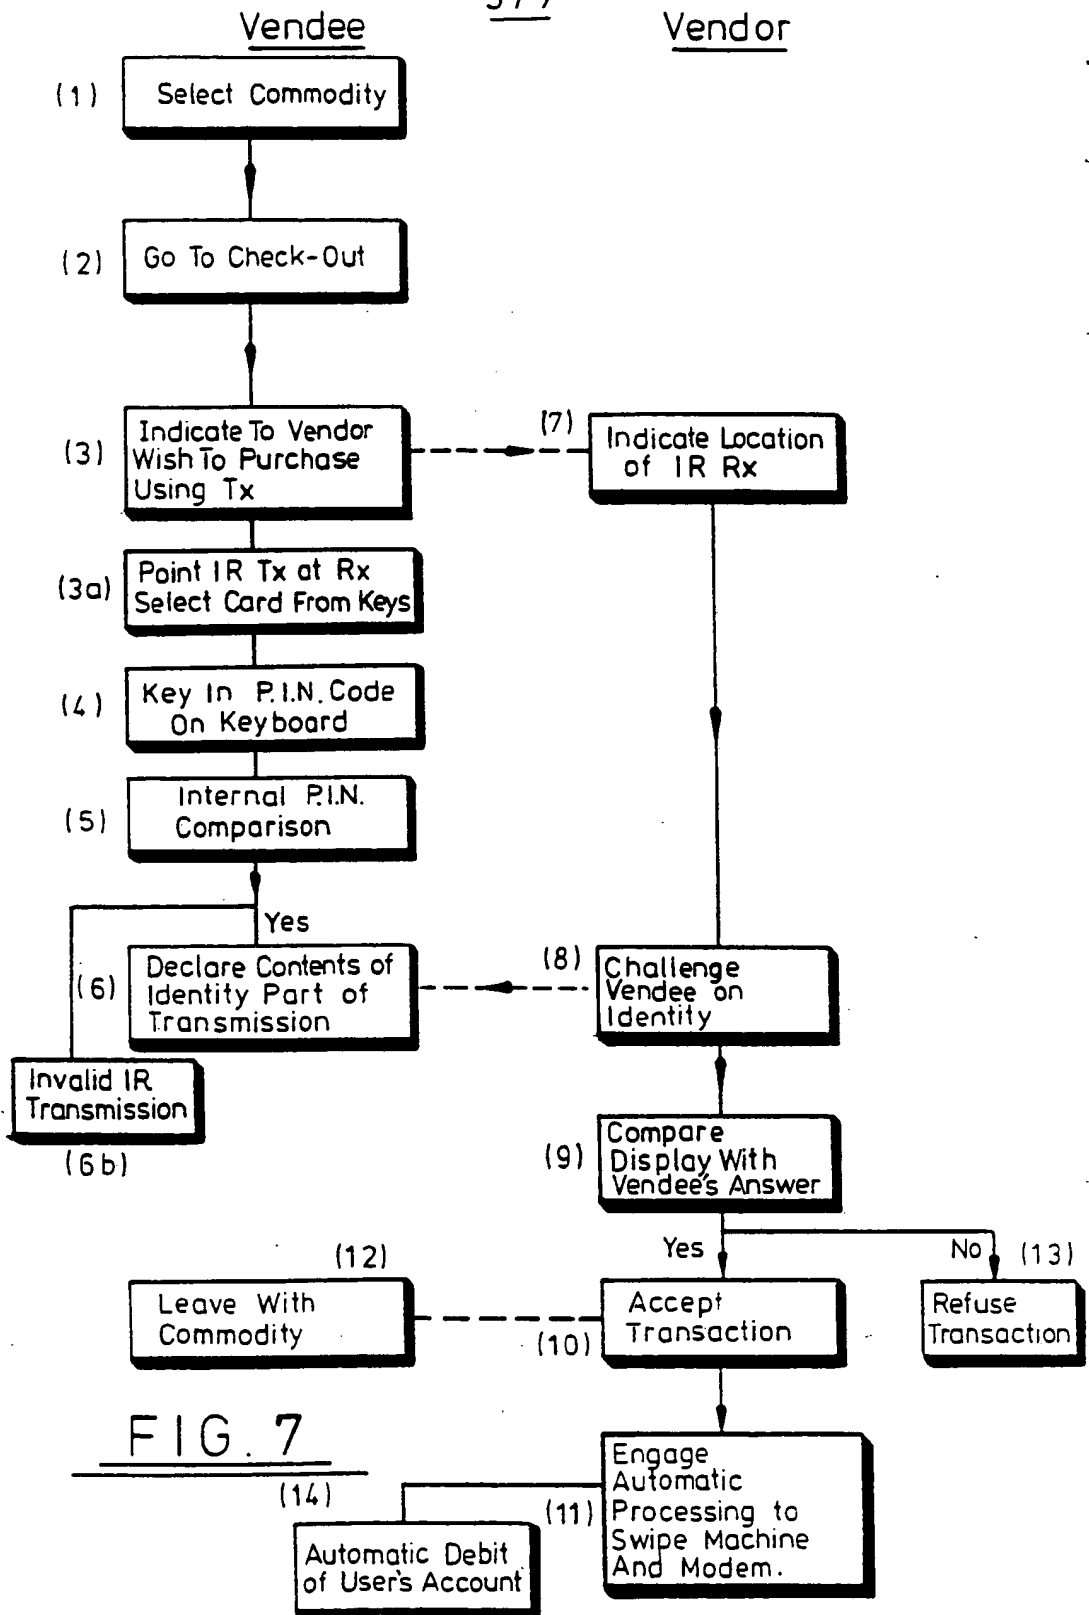 Vendee
Vendor
(1)
Select Commodity
(2)
Go To Check-Out
(3)
Indicate To Vendor
Wish To Purchase
Using Tx
(7)
Indicate Location
of IR Rx
(3a)
Point IR Tx at Rx
Select Card From Keys
(4)
Key In P.I.N. Code
On Keyboard
(5)
Internal P.I.N.
Comparison
Yes
(6)
Declare Contents of
Identity Part of
Transmission
(8)
Challenge
Vendee on
Identity
Invalid IR
Transmission
(6b)
(9)
Compare
Display With
Vendee's Answer
Yes
No
(13)
(12)
Leave With
Commodity
Accept
Transaction
(10)
Refuse
Transaction
FIG. 7
(14)
Automatic Debit
of User's Account
(11)
Engage
Automatic
Processing to
Swipe Machine
And Modem.